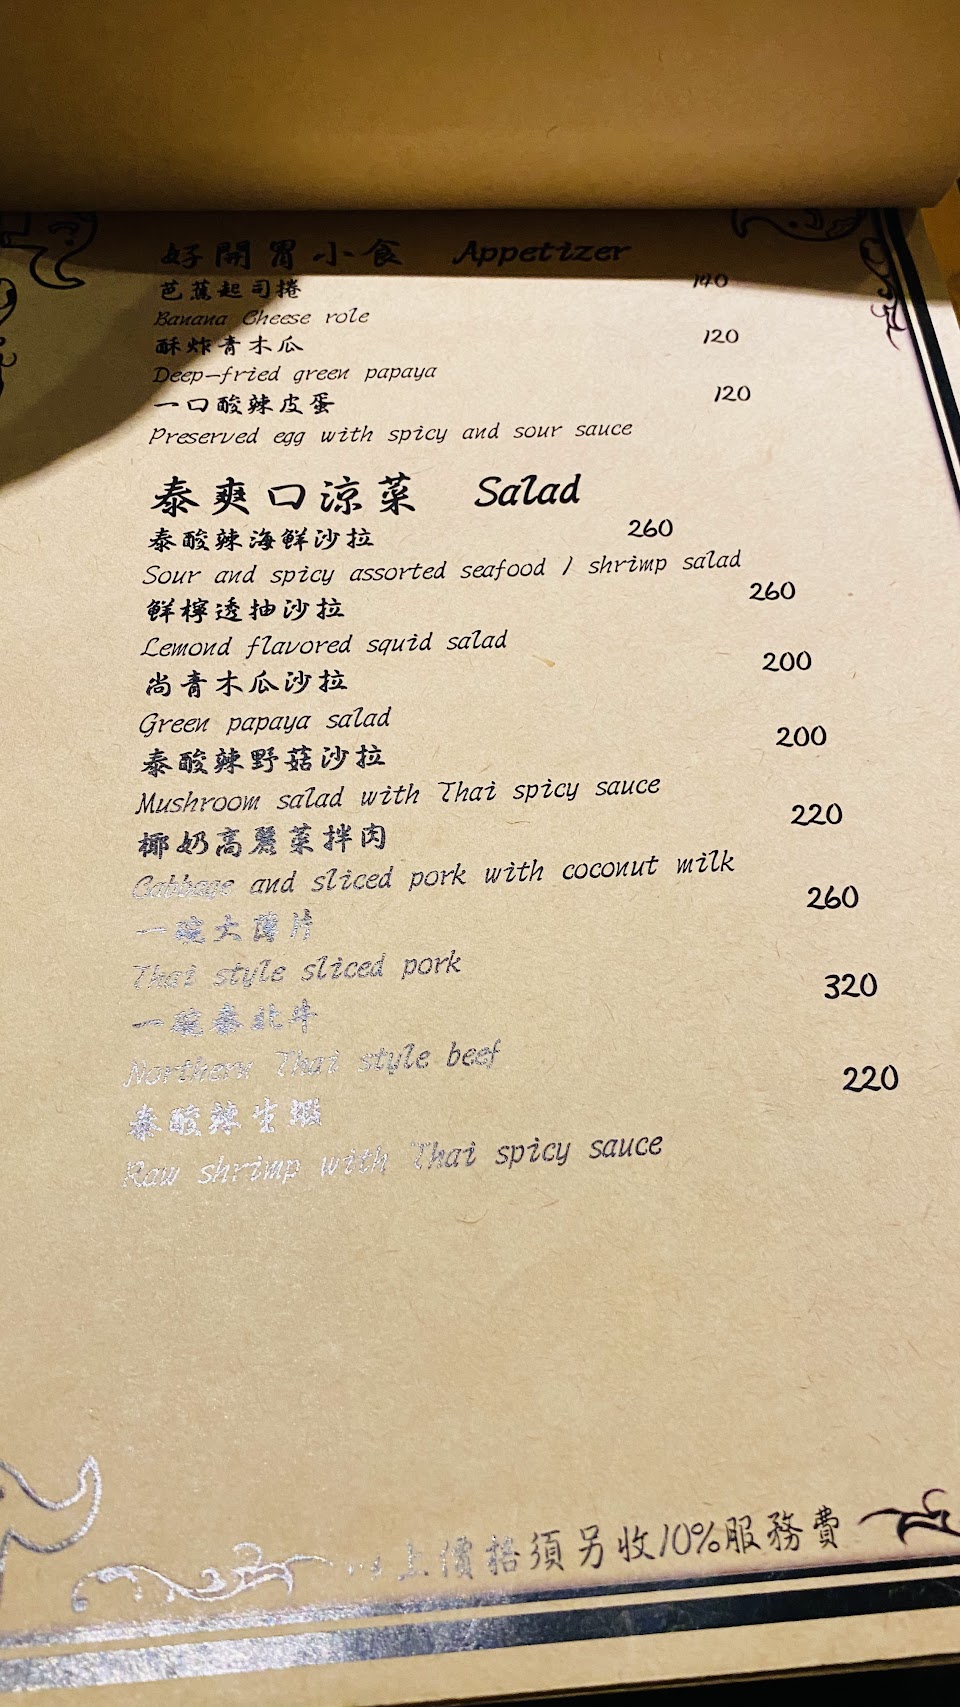 好開胃小食 Appetizer
芭蕉起司捲 140
Banana Cheese role
酥炸青木瓜 120
Deep-fried green papaya
一口酸辣皮蛋 120
Preserved egg with spicy and sour sauce
泰爽口涼菜 Salad
泰酸辣海鮮沙拉 260
Sour and spicy assorted seafood / shrimp salad
鮮檸透抽沙拉 260
Lemond flavored squid salad
尚青木瓜沙拉 200
Green papaya salad
泰酸辣野菇沙拉 200
Mushroom salad with Thai spicy sauce
椰奶高麗菜拌肉 220
Cabbage and sliced pork with coconut milk
一碗大薄片 260
Thai style sliced pork
一碗泰北牛 320
Northern Thai style beef
泰酸辣生蝦 220
Raw shrimp with Thai spicy sauce
以上價格須另收10%服務費